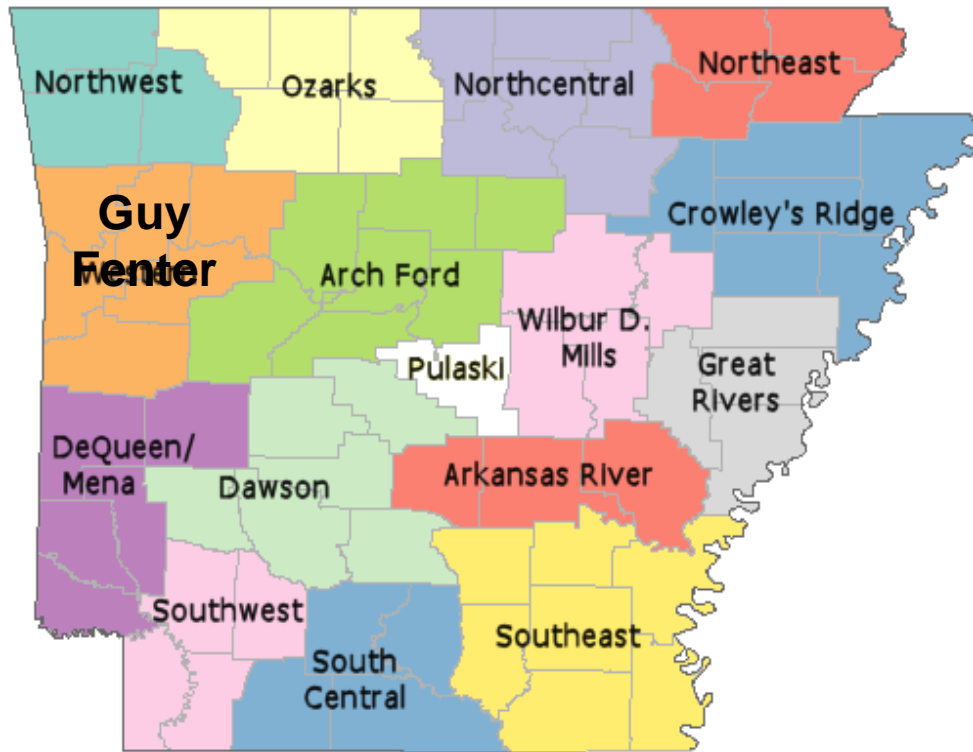 Northwest
Ozarks
Northcentral
Northeast
Guy
Fenter
Western
Crowley's Ridge
Arch Ford
Wilbur D.
Mills
Pulaski
Great
Rivers
DeQueen/
Mena
Dawson
Arkansas River
Southwest
Southeast
South
Central